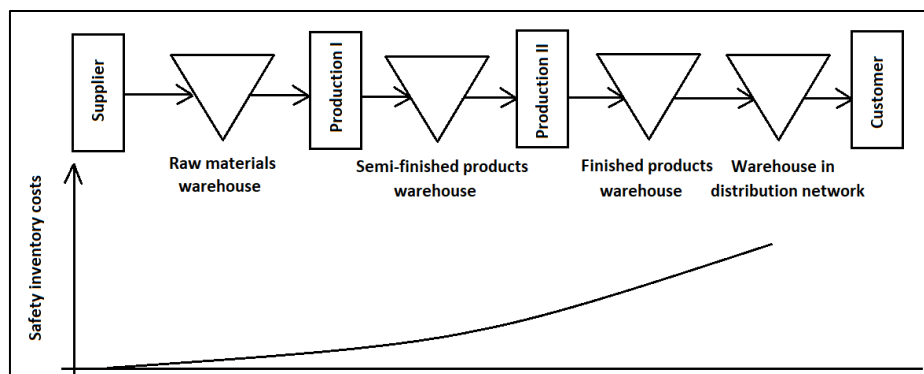 Supplier
Production I
Production II
Customer
Raw materials
warehouse
Semi-finished products
warehouse
Finished products
warehouse
Warehouse in
distribution network
Safety inventory costs